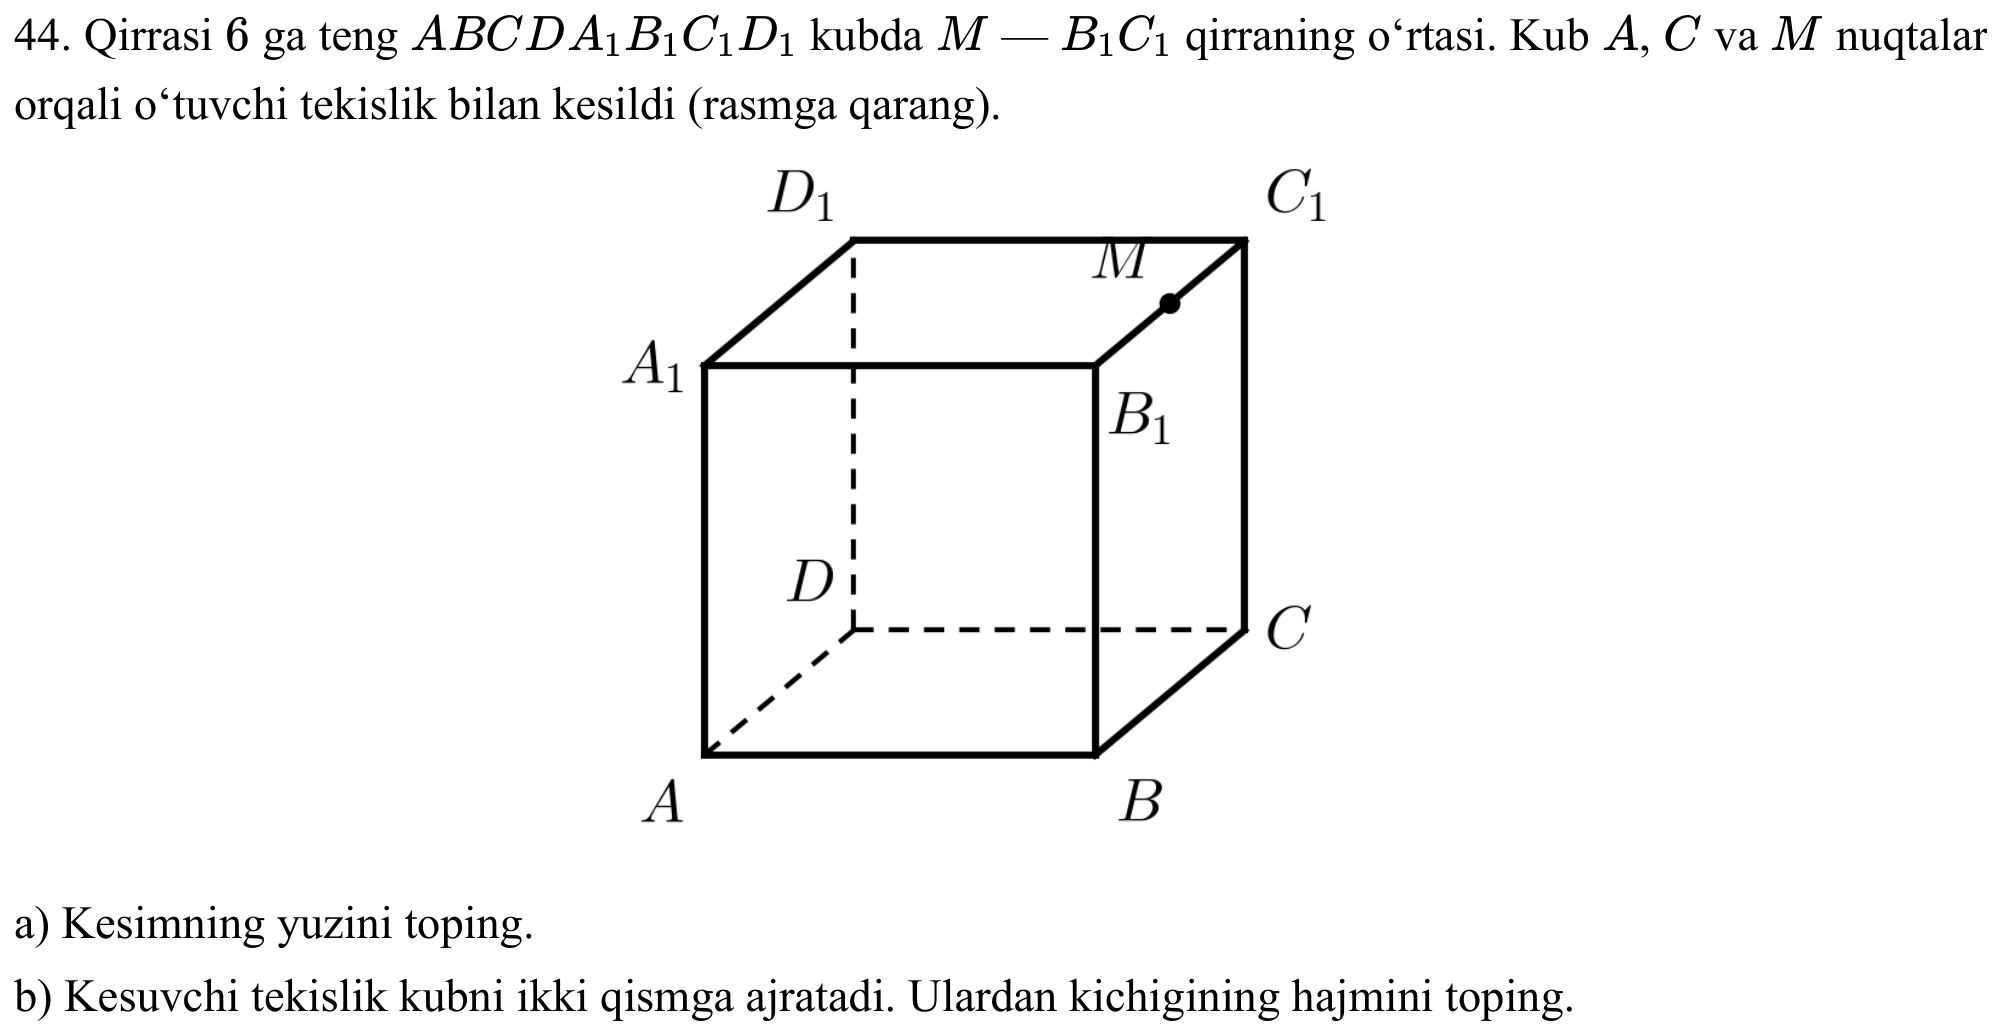 44. Qirrasi 6 ga teng ABCDA₁B₁C₁D₁ kubda M — B₁C₁ qirraning o‘rtasi. Kub A, C va M nuqtalar
orqali o‘tuvchi tekislik bilan kesildi (rasmga qarang).
D₁ C₁
M
A₁
B₁
D
C
A B
a) Kesimning yuzini toping.
b) Kesuvchi tekislik kubni ikki qismga ajratadi. Ulardan kichigining hajmini toping.